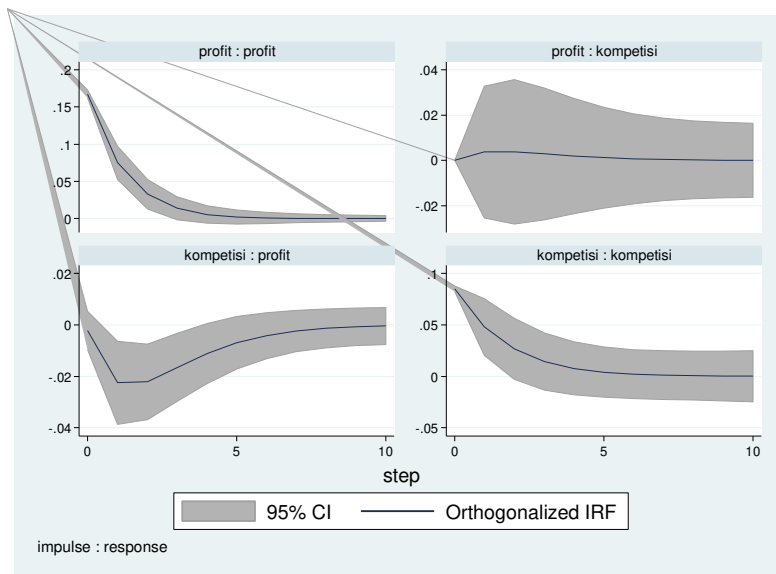 profit : profit
profit : kompetisi
.2
.15
.1
.05
0
.04
.02
0
-.02
kompetisi : profit
kompetisi : kompetisi
.02
0
-.02
-.04
.1
.05
0
-.05
0 5 10
0 5 10
step
95% CI Orthogonalized IRF
impulse : response